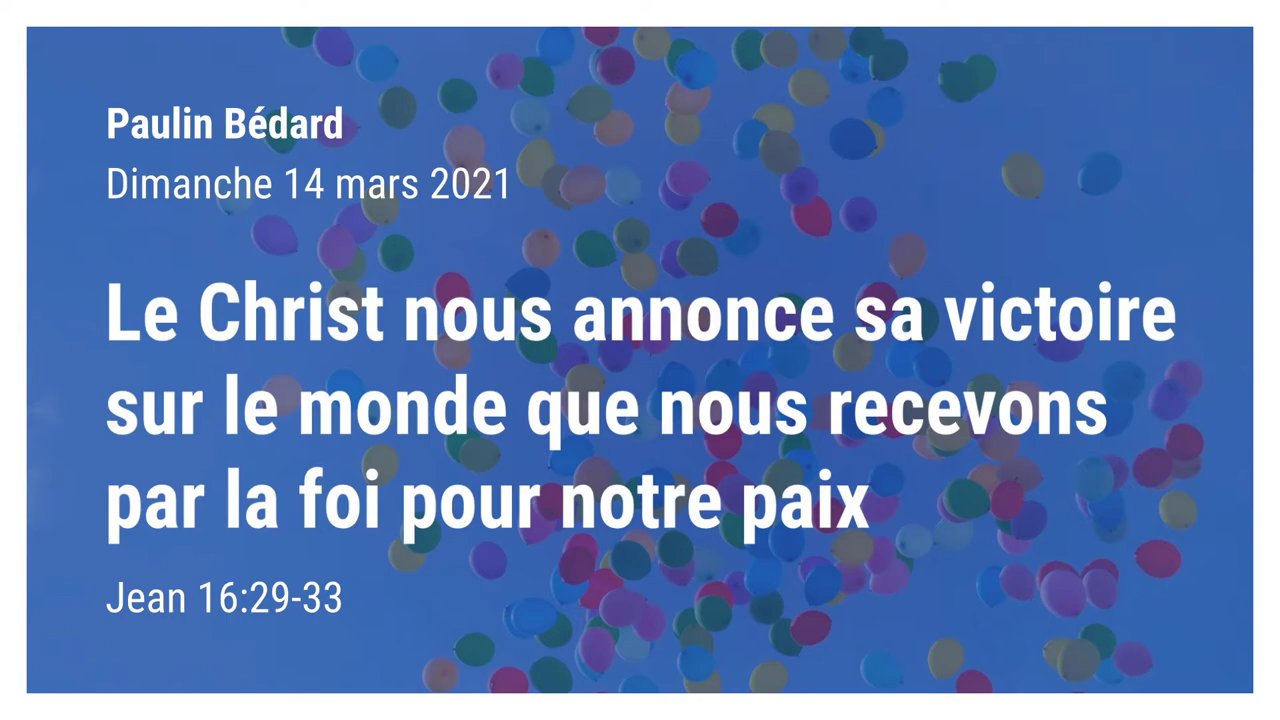 Paulin Bédard
Dimanche 14 mars 2021
Le Christ nous annonce sa victoire
sur le monde que nous recevons
par la foi pour notre paix
Jean 16:29-33